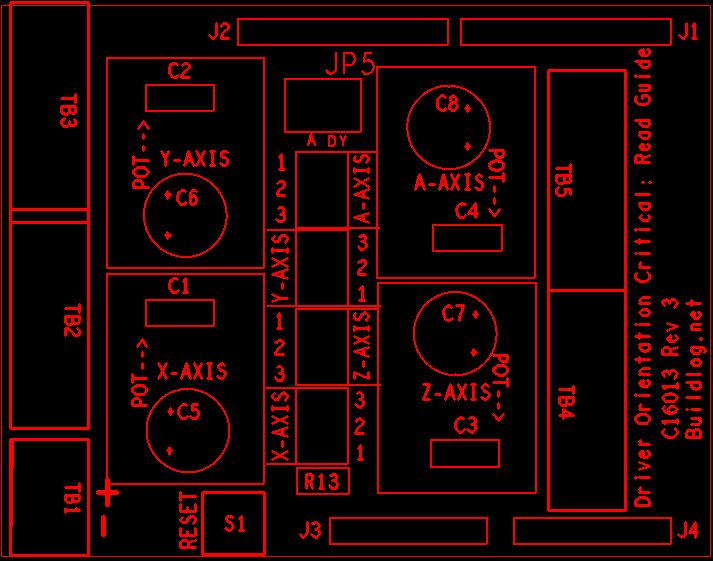 J2
J1
JP5
C2
TB3
POT--->
Y-AXIS
C6
A DY
1
2
3
A-AXIS
C8
A-AXIS
POT--->
C4
TB5
Y-AXIS
3
2
1
C1
TB2
POT--->
X-AXIS
C5
1
2
3
Z-AXIS
C7
Z-AXIS
POT--->
C3
TB4
X-AXIS
3
2
1
R13
TB1
+
-
RESET
S1
J3
J4
Driver Orientation Critical: Read Guide
C16013 Rev 3
Buildlog.net